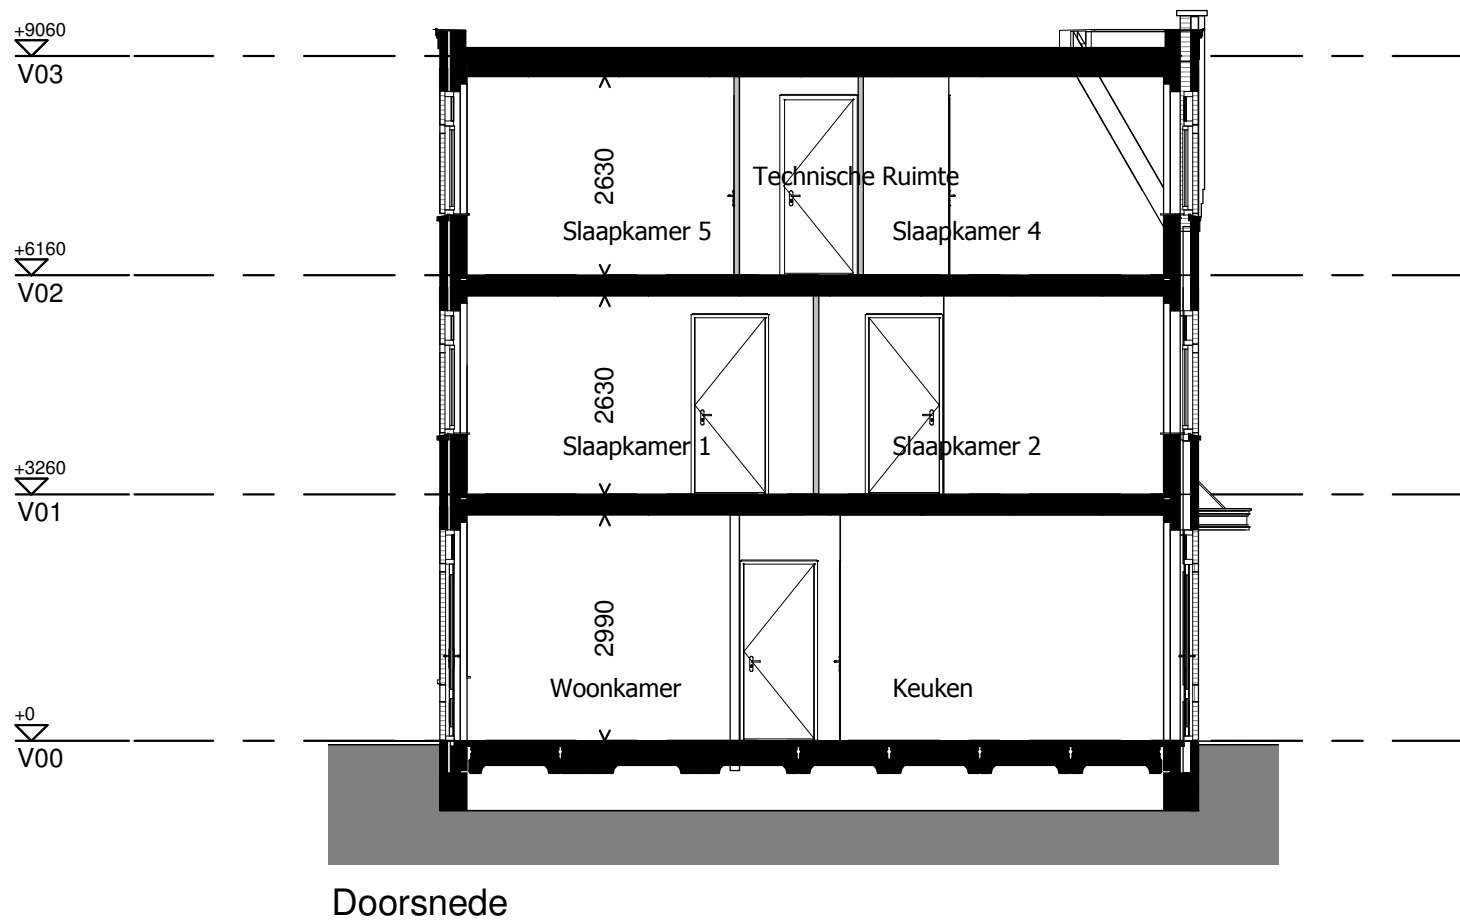 +9060
V03
2630
Technische Ruimte
Slaapkamer 5
Slaapkamer 4
+6160
V02
2630
Slaapkamer 1
Slaapkamer 2
+3260
V01
2990
Woonkamer
Keuken
+0
V00
Doorsnede